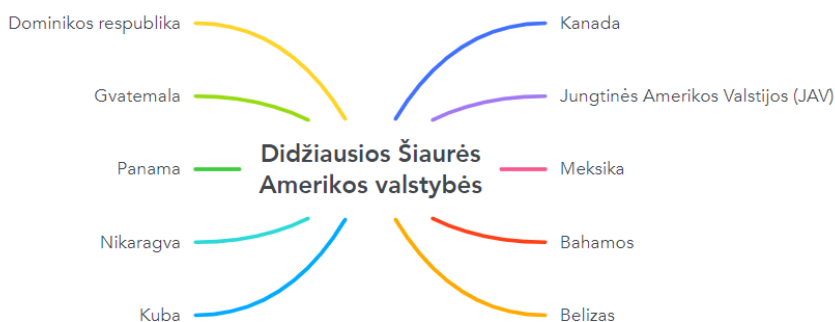 Dominikos respublika
Kanada
Gvatemala
Jungtinės Amerikos Valstijos (JAV)
Didžiausios Šiaurės
Amerikos valstybės
Panama
Meksika
Nikaragva
Bahamos
Kuba
Belizas